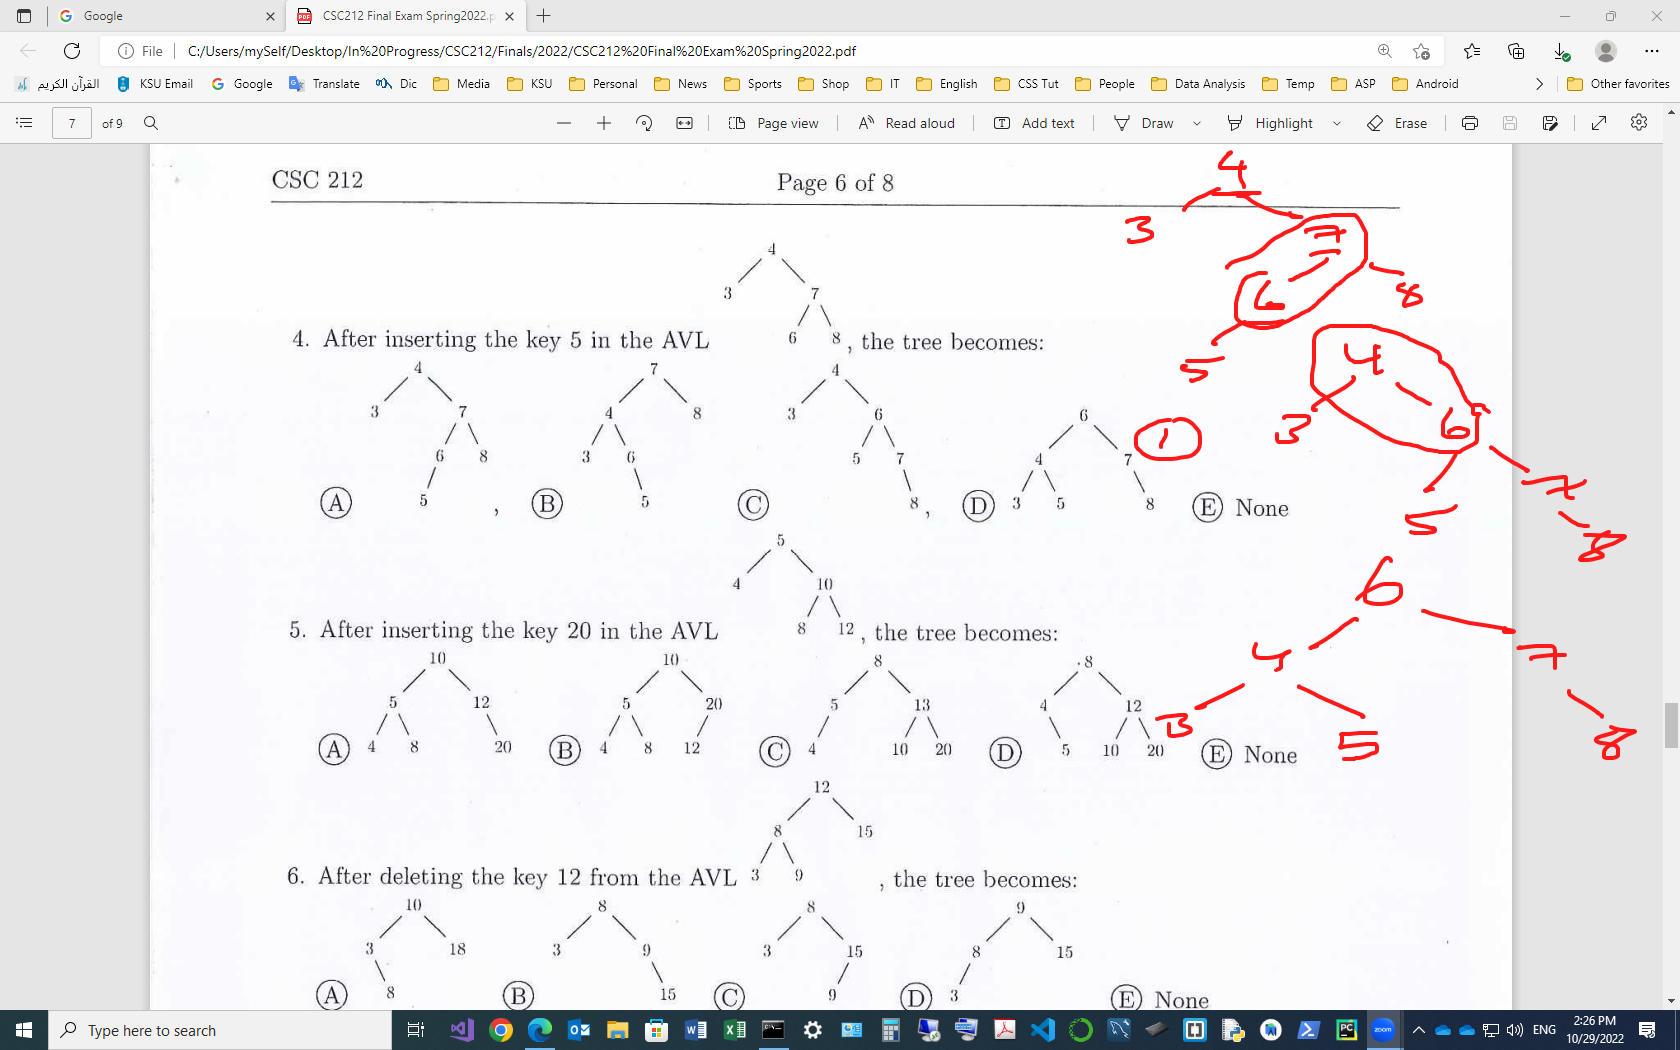 Google
CSC212 Final Exam Spring2022.p
File
C:/Users/mySelf/Desktop/In%20Progress/CSC212/Finals/2022/CSC212%20Final%20Exam%20Spring2022.pdf
القرآن الكريم KSU Email Google Translate Dic Media KSU Personal News Sports Shop IT English CSS Tut People Data Analysis Temp ASP Android Other favorites
7 of 9 Page view Read aloud Add text Draw Highlight Erase
CSC 212 Page 6 of 8
4
3 7
6 8
4. After inserting the key 5 in the AVL , the tree becomes:
4 7 4 6
3 7 4 8 3 6 4 7
6 8 3 6 5 7 3 5 8
5 5 8
A , B C , D E None
5
4 10
8 12
5. After inserting the key 20 in the AVL , the tree becomes:
10 10 8 8
5 12 5 20 5 13 4 12
4 8 20 4 8 12 4 10 20 5 10 20
A B C D E None
12
8 15
3 9
6. After deleting the key 12 from the AVL , the tree becomes:
10 8 8 9
3 18 3 9 3 15 8 15
8 15 9 3
A B C D E None
4
3 7
6 8
5
1
4
3 6
5 7
8
6
4 7
3 5 8
Type here to search
ENG
2:26 PM
10/29/2022
zoom